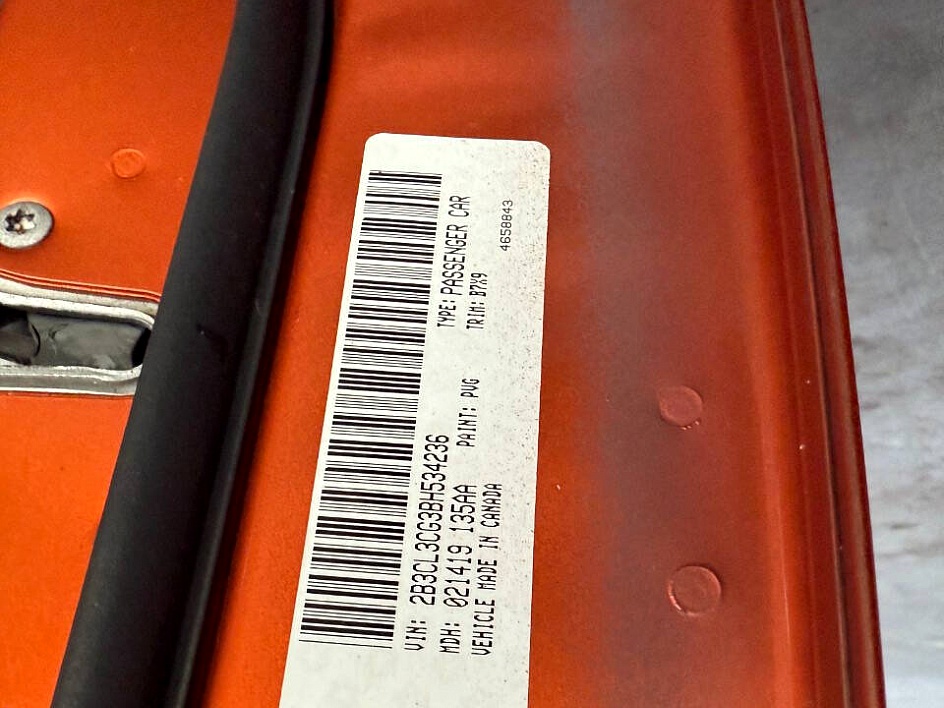 VIN: 2B3CL3CG3BH534236 TYPE: PASSENGER CAR
MDH: 021419 135AA PAINT: PVG TRIM: B7X9
VEHICLE MADE IN CANADA 4658843